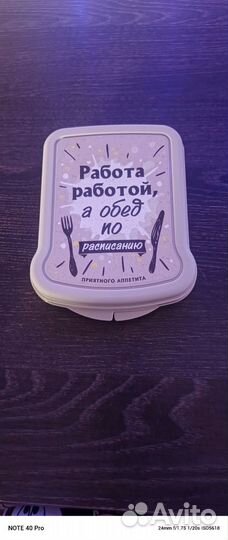 Работа
работой,
а обед
по
расписанию
ПРИЯТНОГО АППЕТИТА
NOTE 40 Pro
24mm f/1.75 1/20s ISO5618
Avito